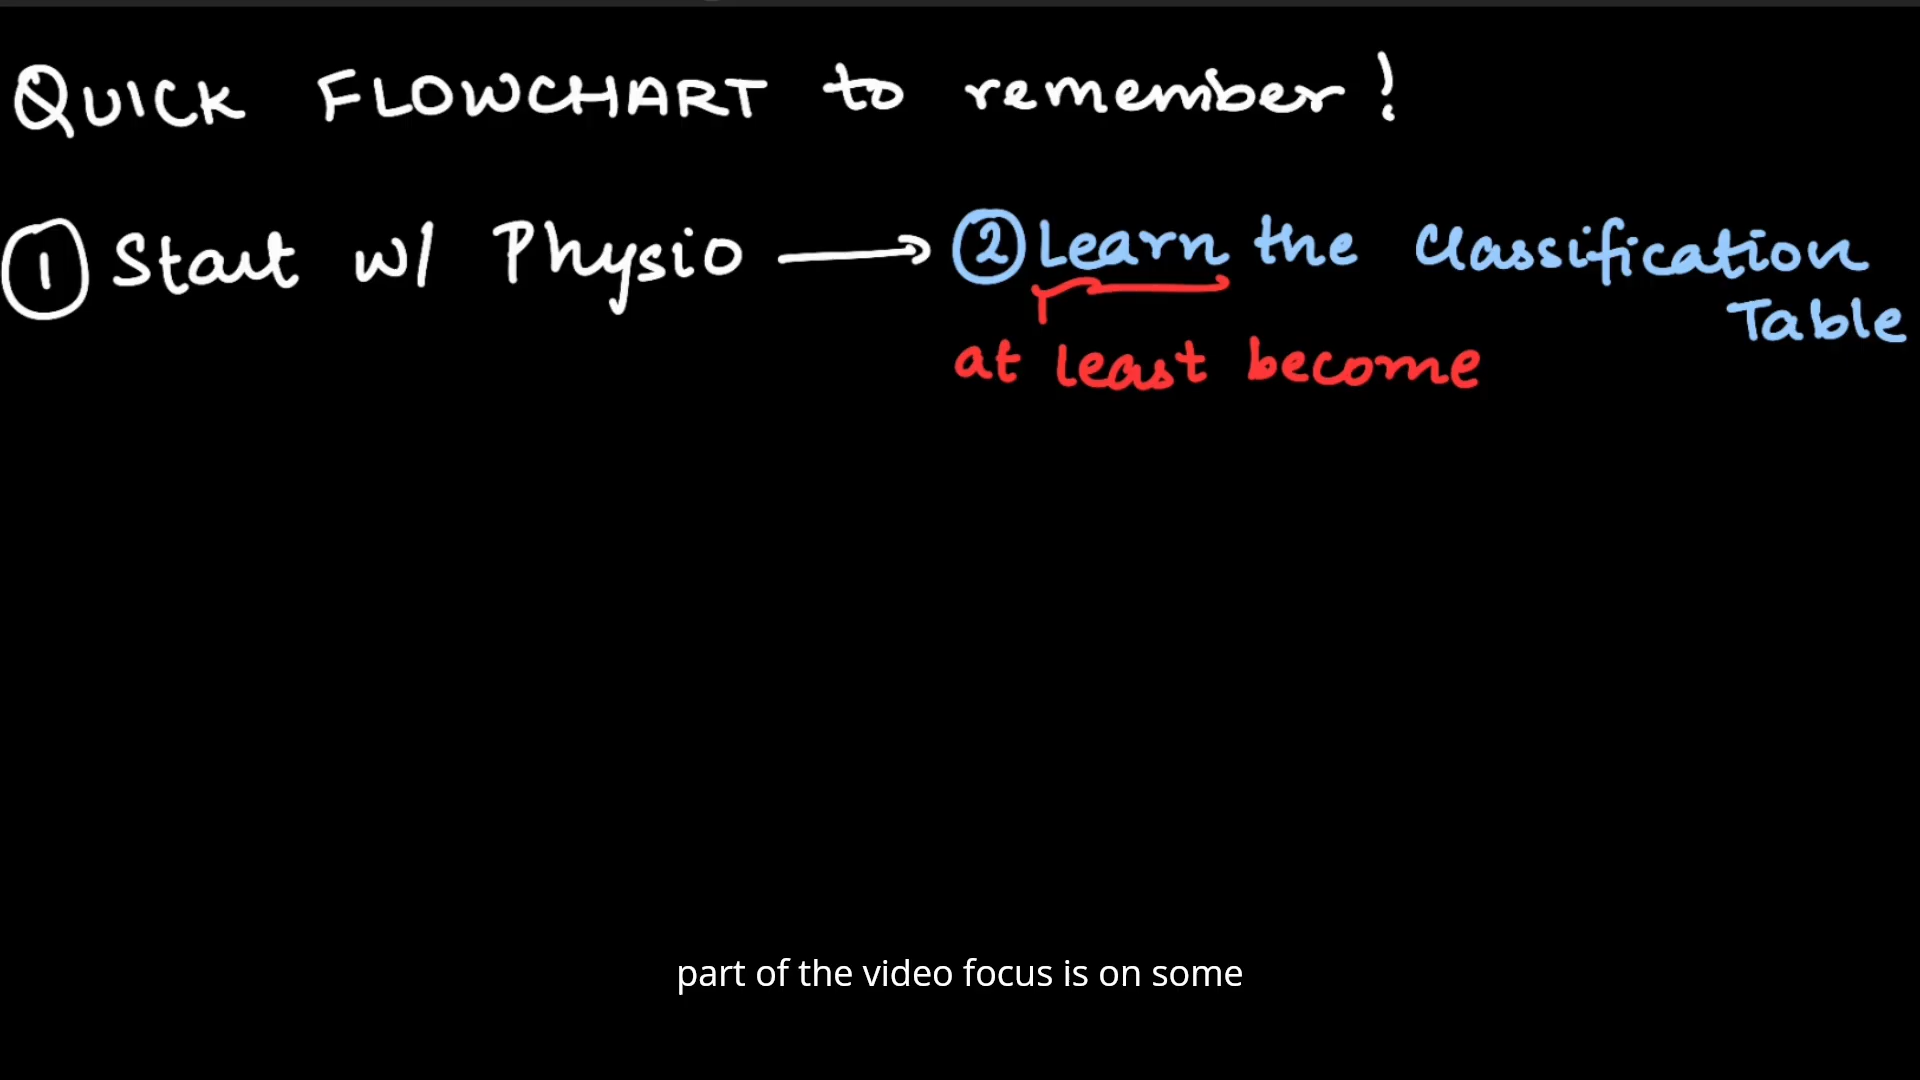 QUICK FLOWCHART to remember!
1 Start w/ Physio → 2 Learn the Classification
Table
at least become
part of the video focus is on some